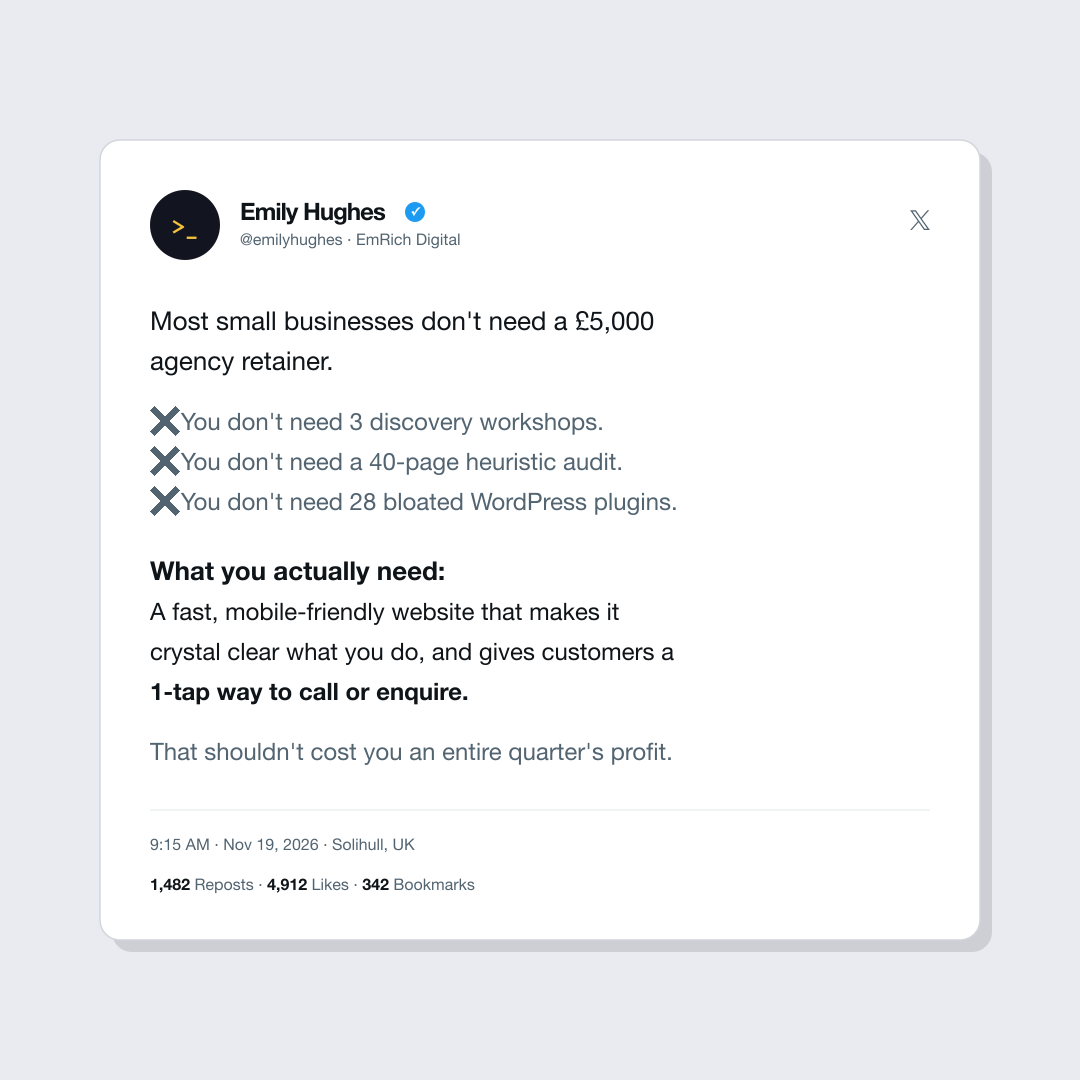 >_
Emily Hughes ✓
@emilyhughes · EmRich Digital
𝕏
Most small businesses don't need a £5,000
agency retainer.
❌You don't need 3 discovery workshops.
❌You don't need a 40-page heuristic audit.
❌You don't need 28 bloated WordPress plugins.
What you actually need:
A fast, mobile-friendly website that makes it
crystal clear what you do, and gives customers a
1-tap way to call or enquire.
That shouldn't cost you an entire quarter's profit.
9:15 AM · Nov 19, 2026 · Solihull, UK
1,482 Reposts · 4,912 Likes · 342 Bookmarks